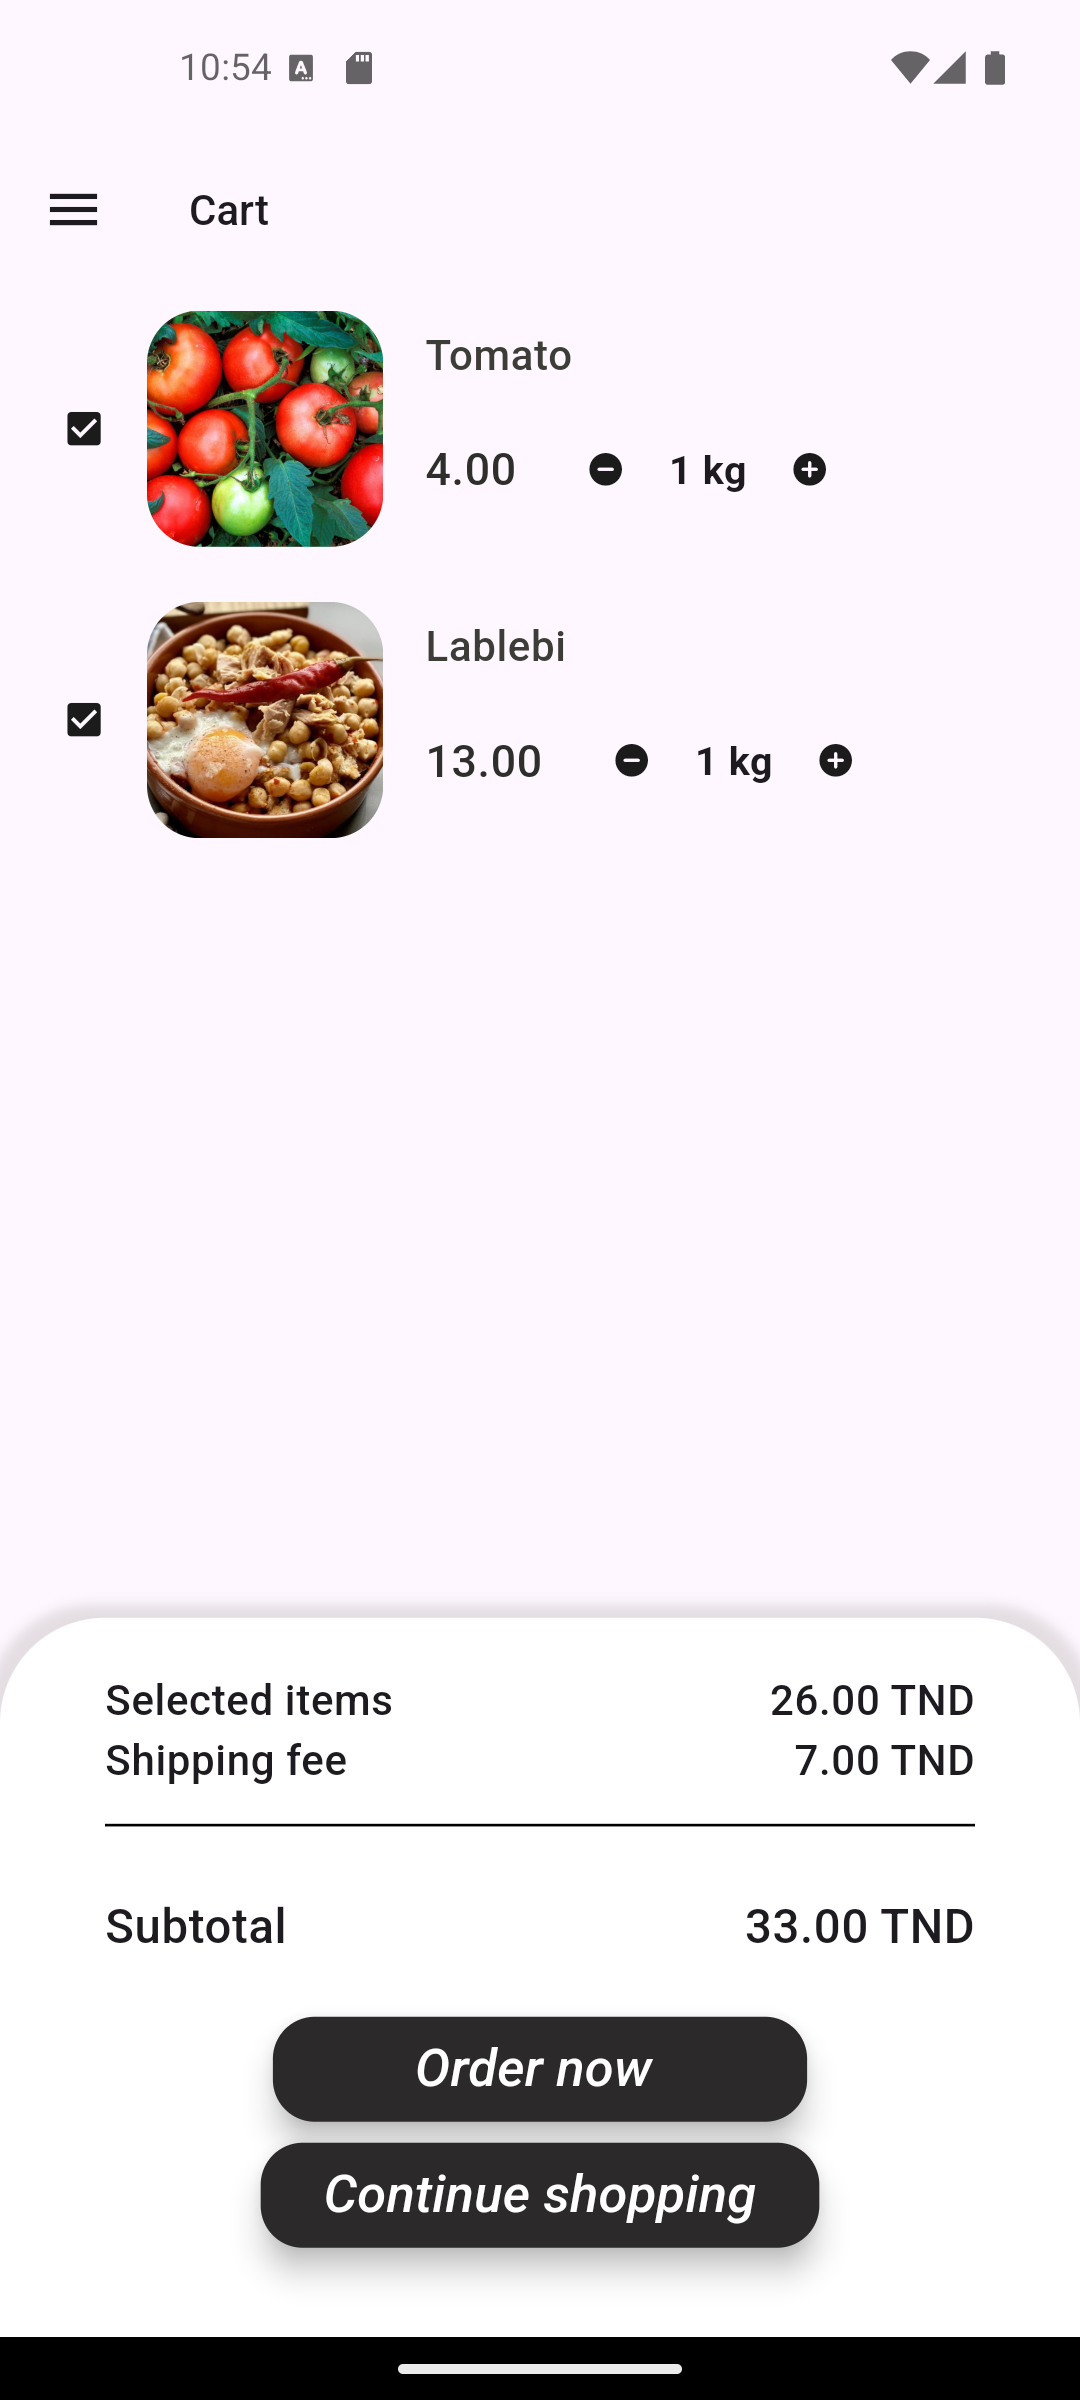 10:54
Cart
Tomato
4.00 1 kg
Lablebi
13.00 1 kg
Selected items 26.00 TND
Shipping fee 7.00 TND
Subtotal 33.00 TND
Order now
Continue shopping